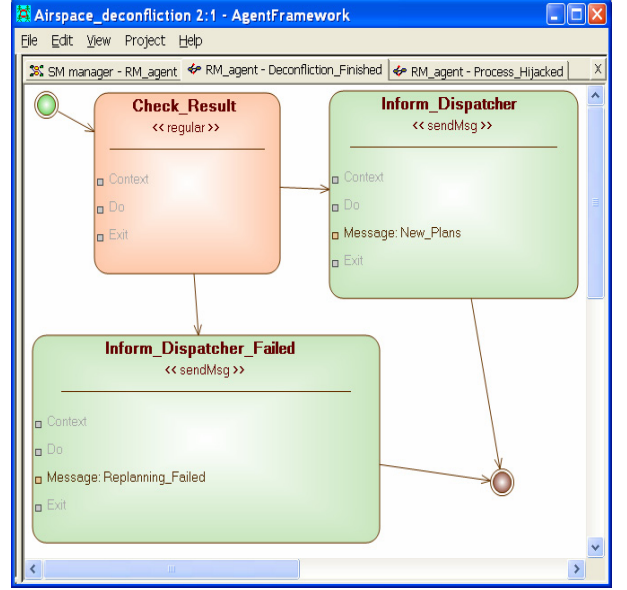 Airspace_deconfliction 2:1 - AgentFramework
File Edit View Project Help
SM manager - RM_agent RM_agent - Deconfliction_Finished RM_agent - Process_Hijacked X
Check_Result
<< regular >>
Context
Do
Exit
Inform_Dispatcher
<< sendMsg >>
Context
Do
Message: New_Plans
Exit
Inform_Dispatcher_Failed
<< sendMsg >>
Context
Do
Message: Replanning_Failed
Exit